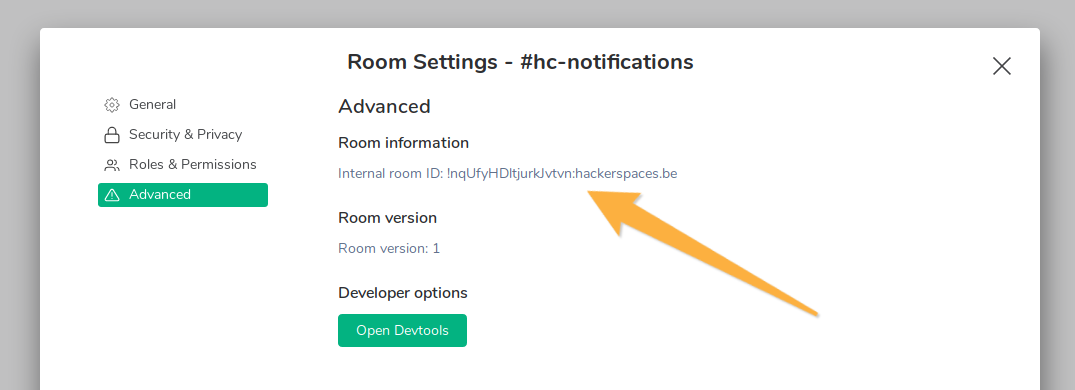 Room Settings - #hc-notifications
General
Security & Privacy
Roles & Permissions
Advanced
Advanced
Room information
Internal room ID: !nqUfyHDltjurkJvtvn:hackerspaces.be
Room version
Room version: 1
Developer options
Open Devtools